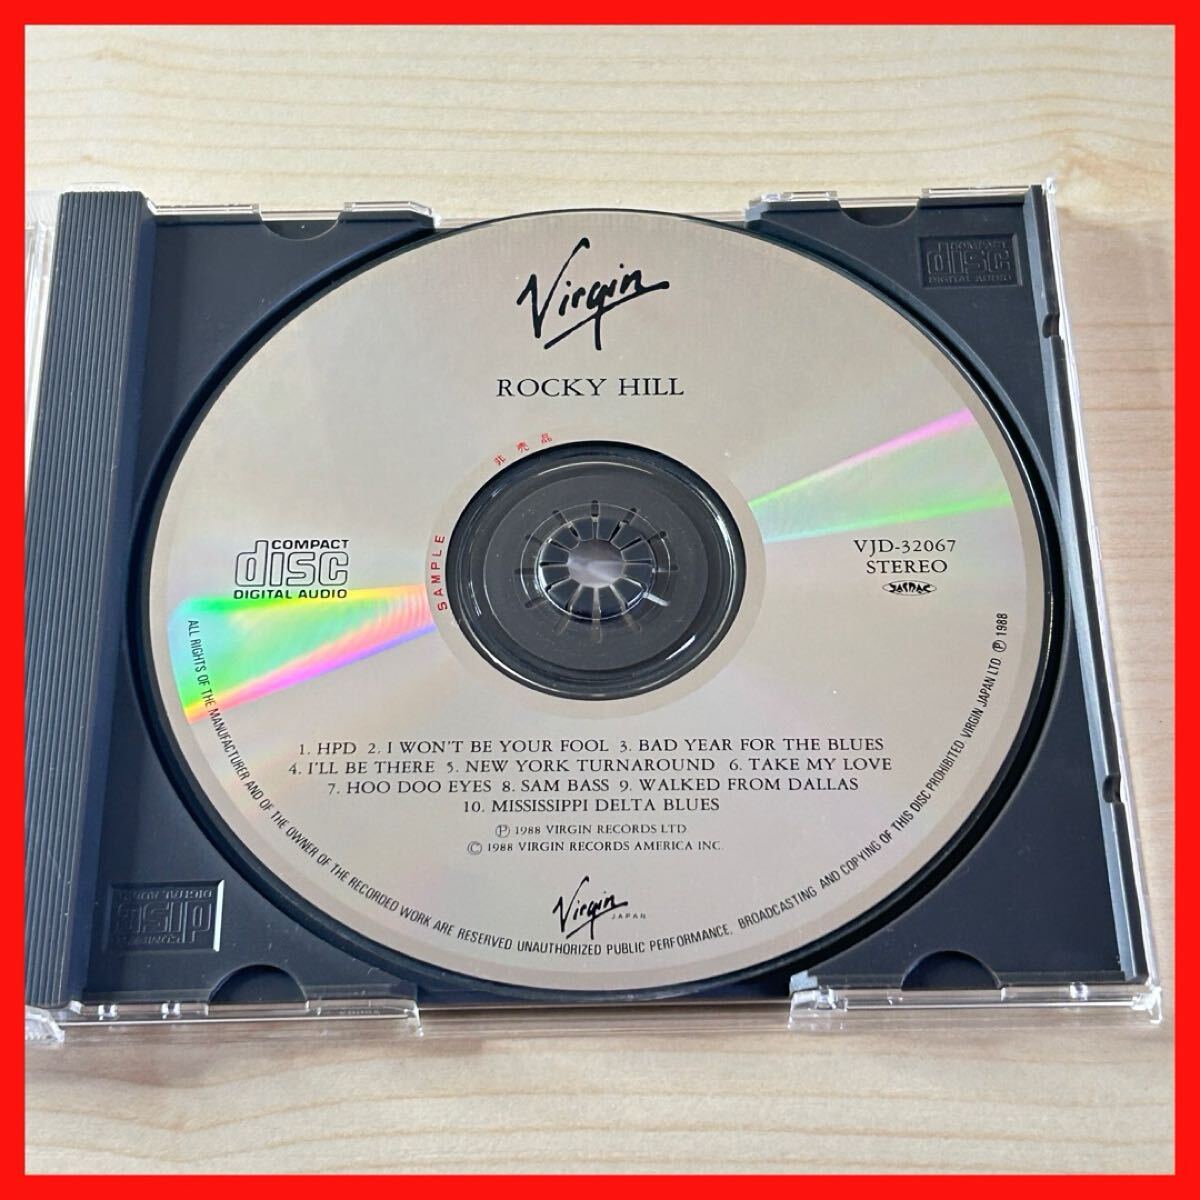 Virgin
ROCKY HILL
非売品
SAMPLE
COMPACT
disc
DIGITAL AUDIO
VJD-32067
STEREO
JASRAC
1. HPD 2. I WON'T BE YOUR FOOL 3. BAD YEAR FOR THE BLUES
4. I'LL BE THERE 5. NEW YORK TURNAROUND 6. TAKE MY LOVE
7. HOO DOO EYES 8. SAM BASS 9. WALKED FROM DALLAS
10. MISSISSIPPI DELTA BLUES
Ⓟ 1988 VIRGIN RECORDS LTD.
© 1988 VIRGIN RECORDS AMERICA INC.
Virgin
JAPAN
ALL RIGHTS OF THE MANUFACTURER AND OF THE OWNER OF THE RECORDED WORK ARE RESERVED UNAUTHORIZED PUBLIC PERFORMANCE, BROADCASTING AND COPYING OF THIS DISC PROHIBITED VIRGIN JAPAN LTD Ⓟ 1988
COMPACT
disc
DIGITAL AUDIO
COMPACT
disc
DIGITAL AUDIO